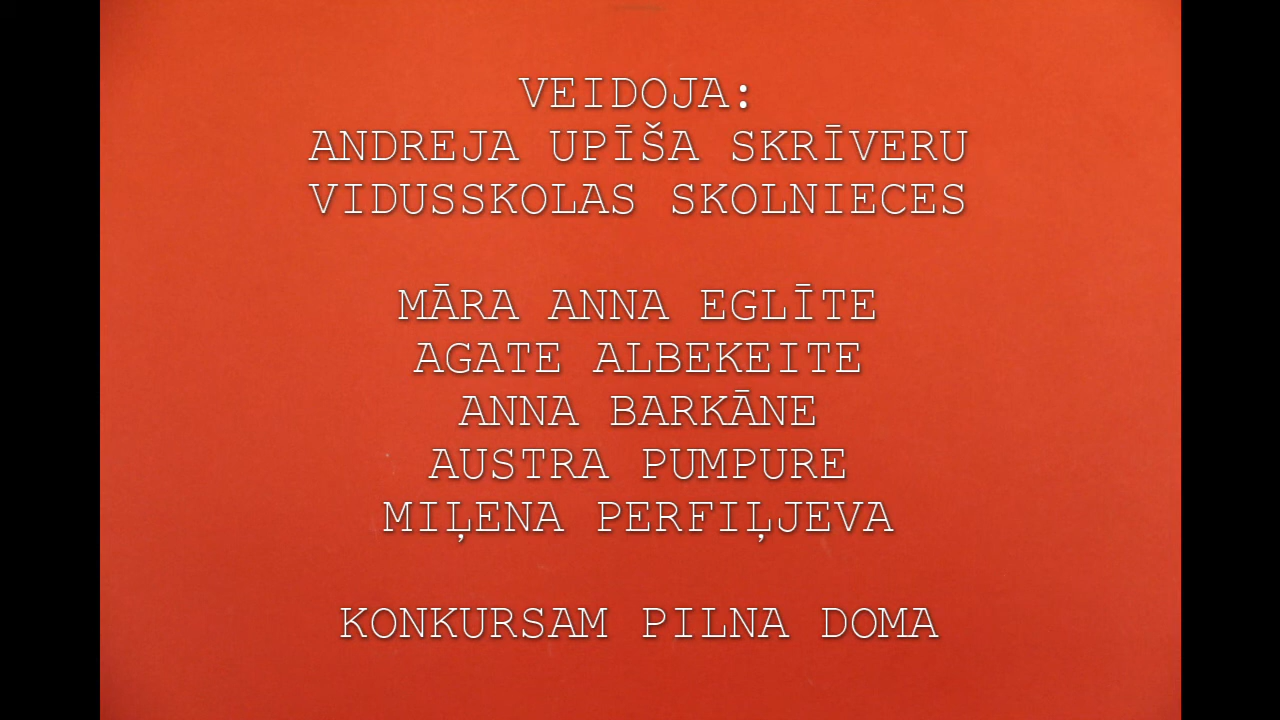 VEIDOJA:
ANDREJA UPĪŠA SKRĪVERU
VIDUSSKOLAS SKOLNIECES
MĀRA ANNA EGLĪTE
AGATE ALBEKEITE
ANNA BARKĀNE
AUSTRA PUMPURE
MIĻENA PERFIĻJEVA
KONKURSAM PILNA DOMA